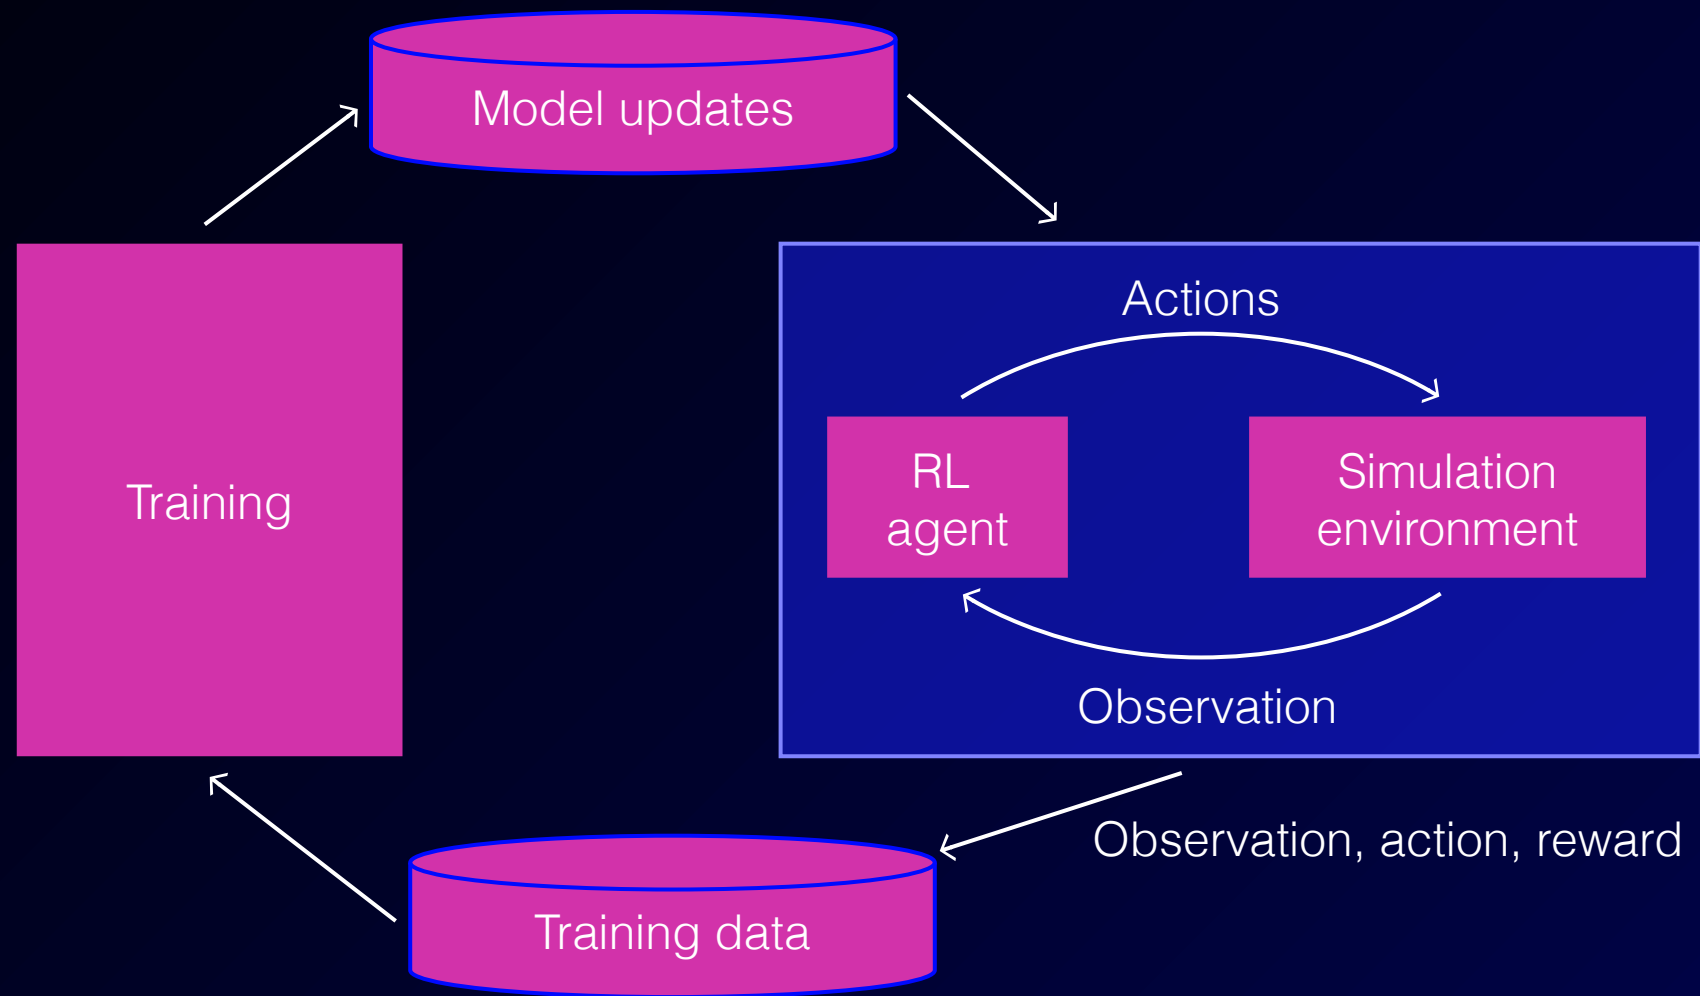 Model updates
Training
Actions
RL
agent
Simulation
environment
Observation
Observation, action, reward
Training data